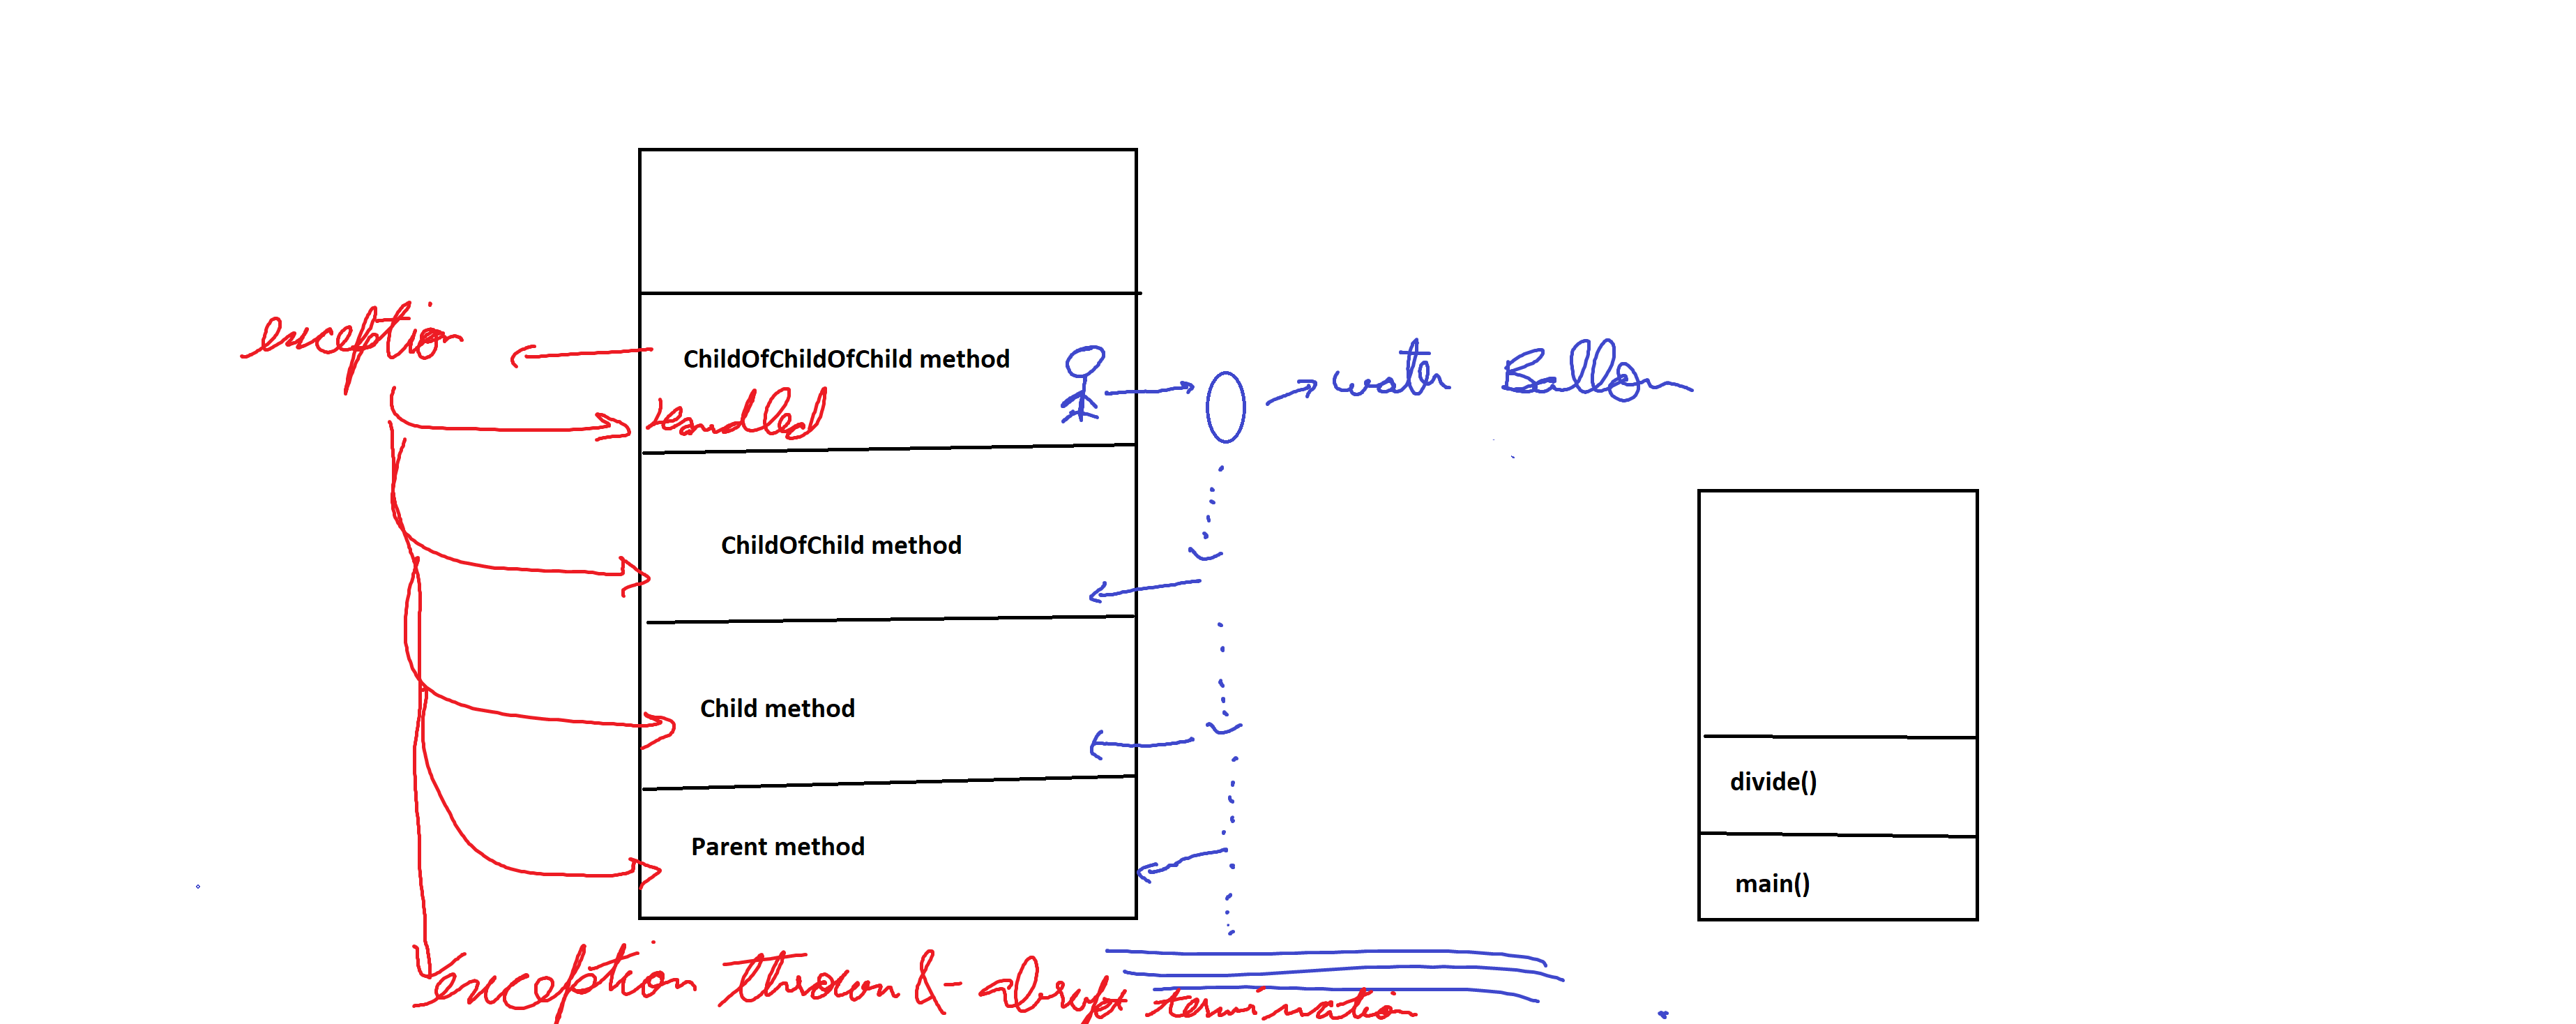 exception
ChildOfChildOfChild method
Handled
water Ballon
ChildOfChild method
Child method
divide()
Parent method
main()
exception thrown & abrupt termination